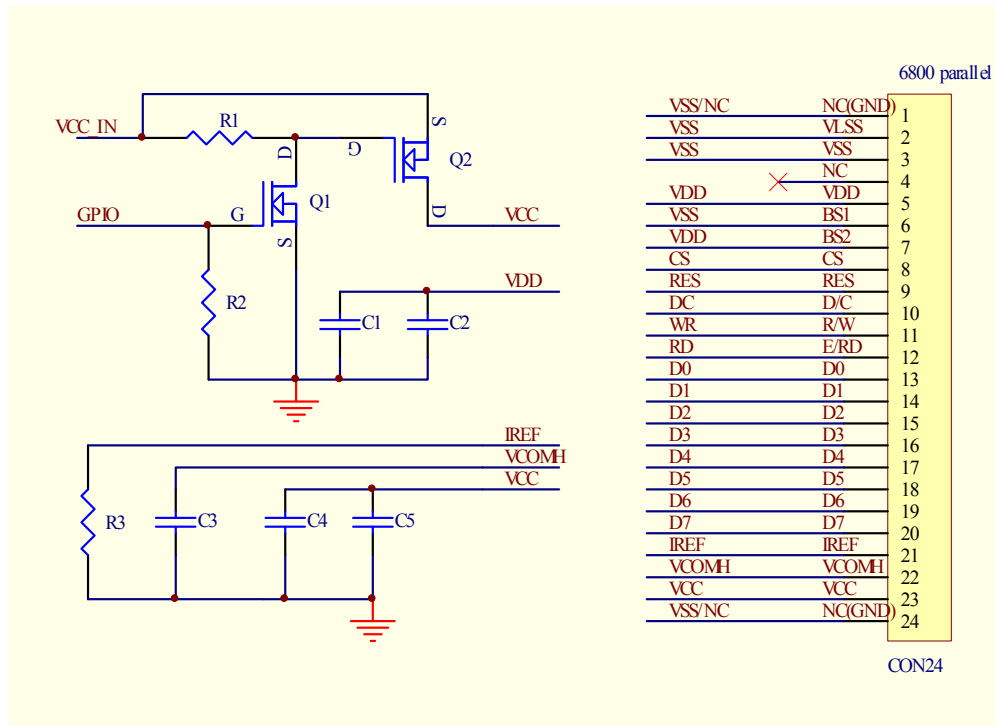 6800 parallel
VCC_IN
R1
D
G
S
Q2
D
VCC
GPIO
G
Q1
S
R2
VDD
C1
C2
IREF
VCOMH
VCC
R3
C3
C4
C5
VSS/NC NC(GND) 1
VSS VLSS 2
VSS VSS 3
NC 4
VDD VDD 5
VSS BS1 6
VDD BS2 7
CS CS 8
RES RES 9
DC D/C 10
WR R/W 11
RD E/RD 12
D0 D0 13
D1 D1 14
D2 D2 15
D3 D3 16
D4 D4 17
D5 D5 18
D6 D6 19
D7 D7 20
IREF IREF 21
VCOMH VCOMH 22
VCC VCC 23
VSS/NC NC(GND) 24
CON24